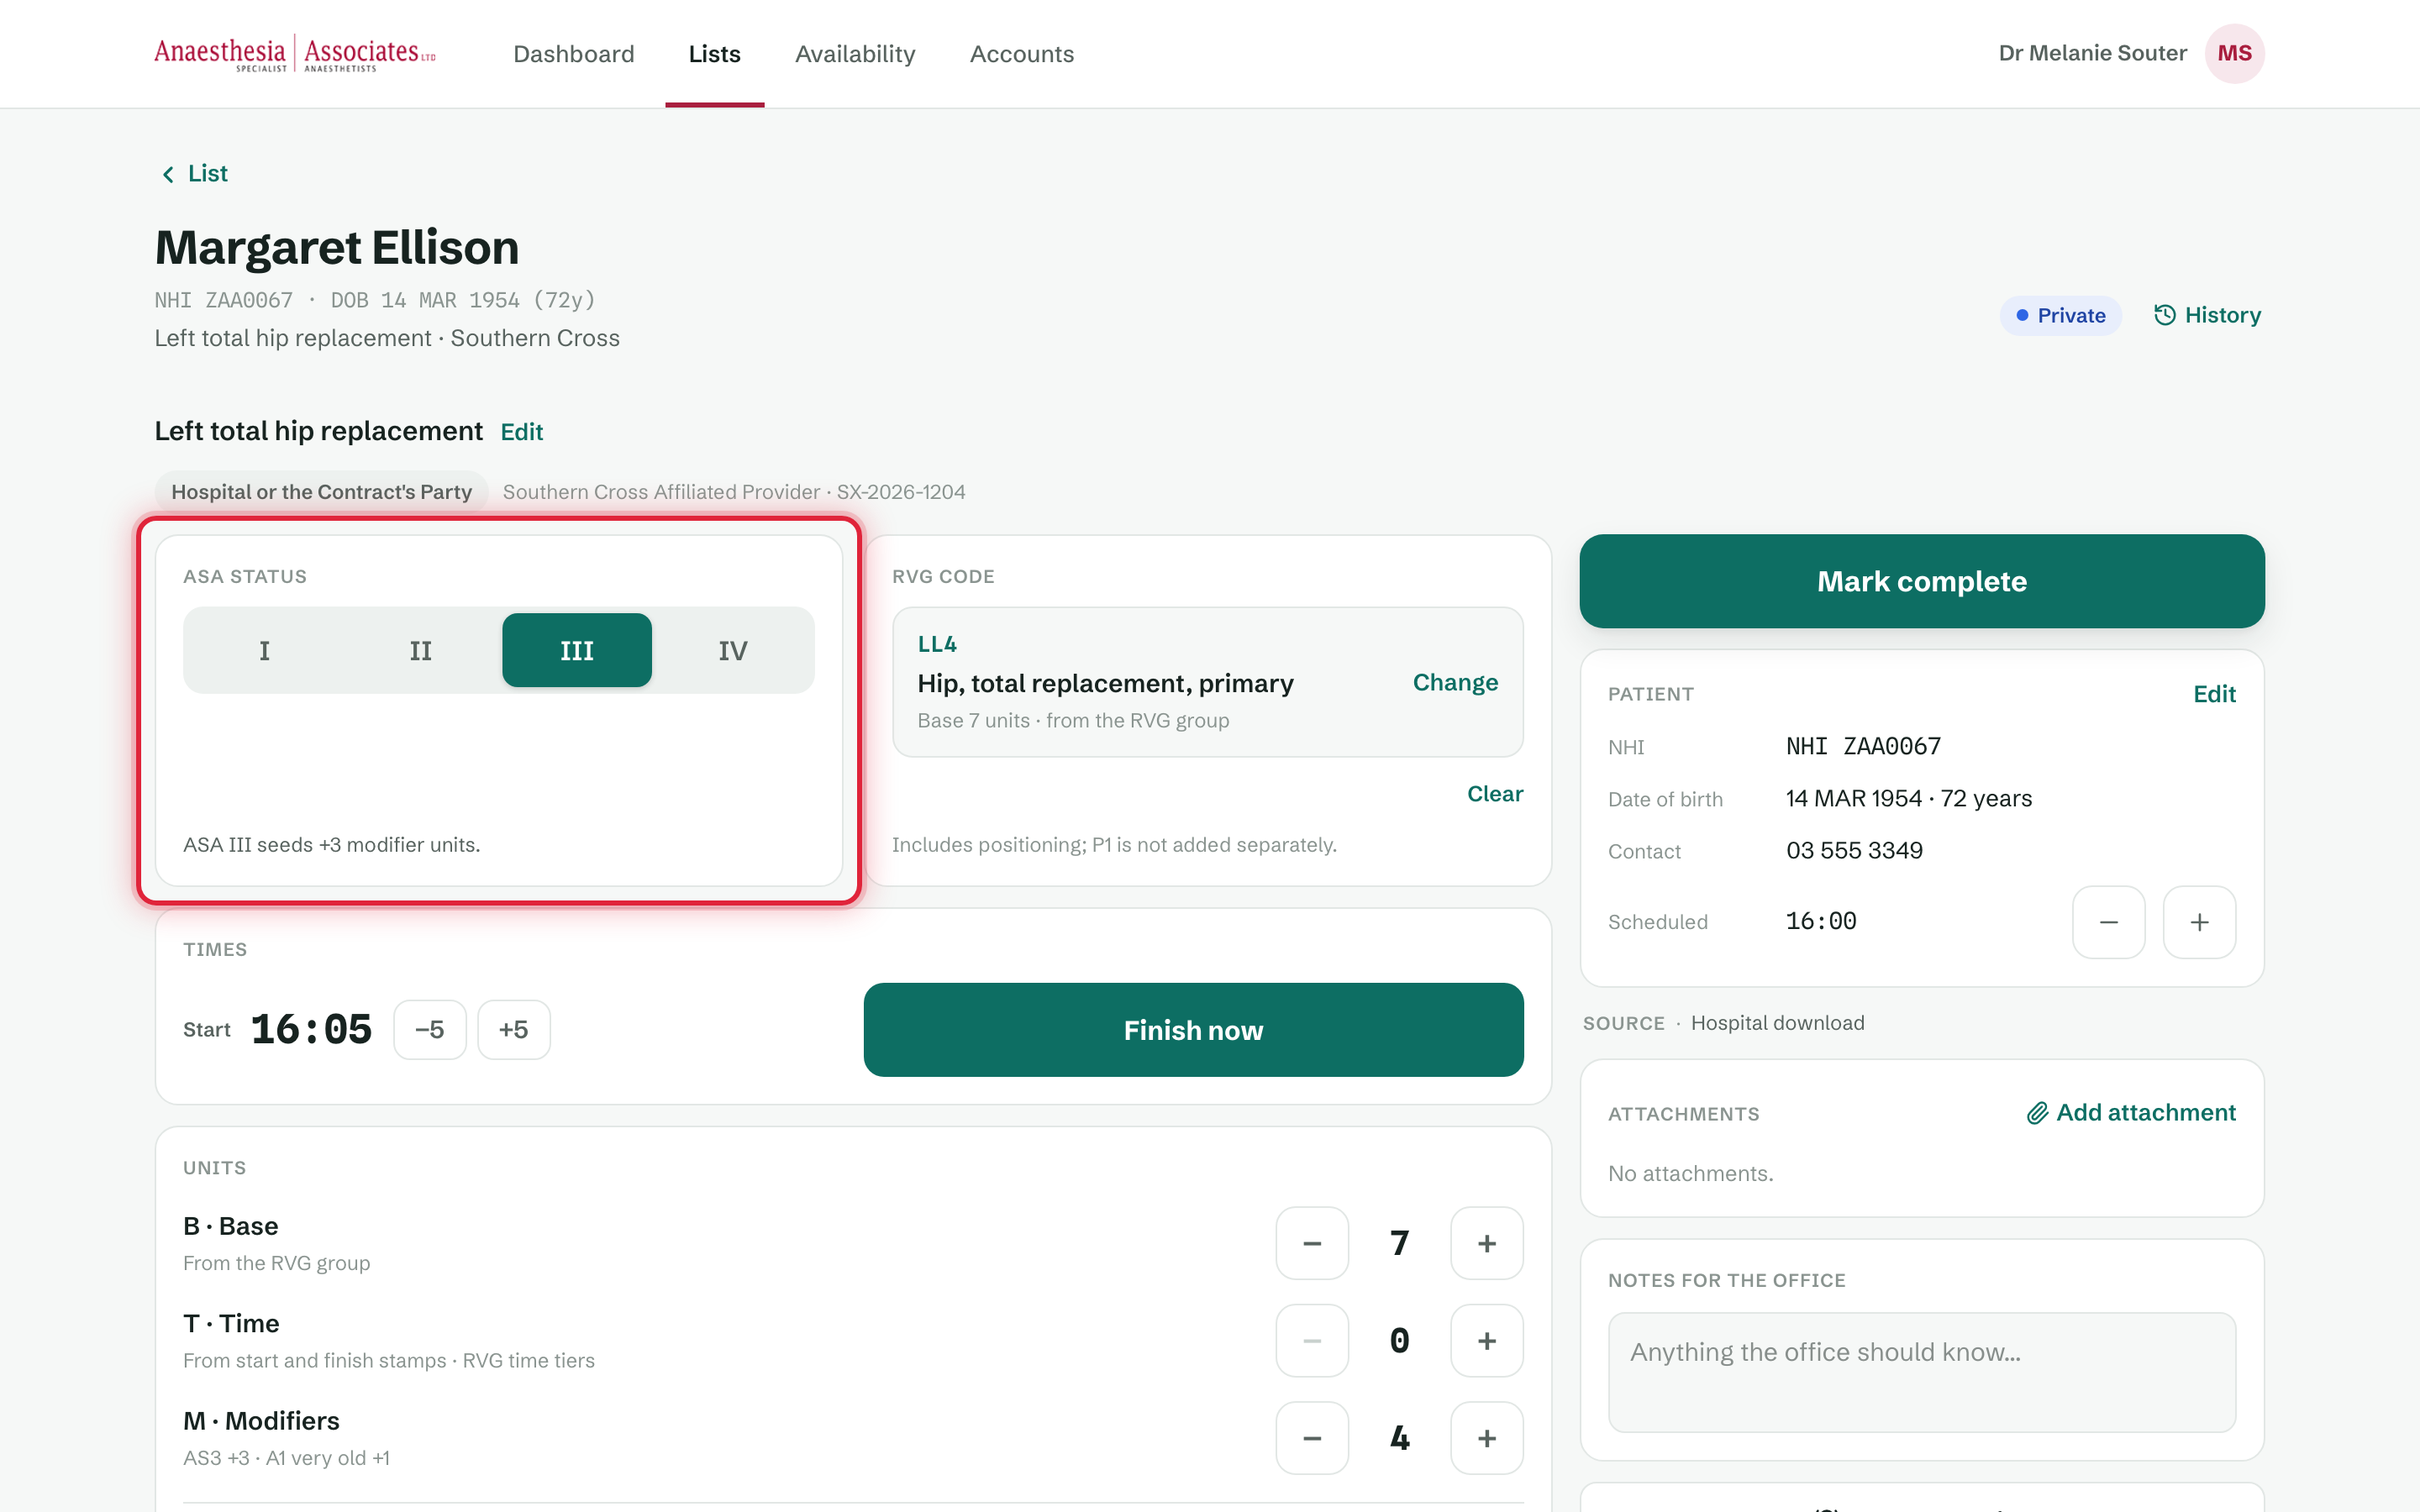 Anaesthesia | Associates LTD
SPECIALIST ANAESTHETISTS
Dashboard
Lists
Availability
Accounts
Dr Melanie Souter
MS
List
Margaret Ellison
NHI ZAA0067 · DOB 14 MAR 1954 (72y)
Left total hip replacement · Southern Cross
Private
History
Left total hip replacement Edit
Hospital or the Contract's Party
Southern Cross Affiliated Provider · SX-2026-1204
ASA STATUS
I
II
III
IV
ASA III seeds +3 modifier units.
RVG CODE
LL4
Hip, total replacement, primary
Change
Base 7 units · from the RVG group
Clear
Includes positioning; P1 is not added separately.
TIMES
Start 16:05 −5 +5
Finish now
UNITS
B · Base
From the RVG group
− 7 +
T · Time
From start and finish stamps · RVG time tiers
− 0 +
M · Modifiers
AS3 +3 · A1 very old +1
− 4 +
Mark complete
PATIENT
Edit
NHI NHI ZAA0067
Date of birth 14 MAR 1954 · 72 years
Contact 03 555 3349
Scheduled 16:00 − +
SOURCE · Hospital download
ATTACHMENTS
Add attachment
No attachments.
NOTES FOR THE OFFICE
Anything the office should know...